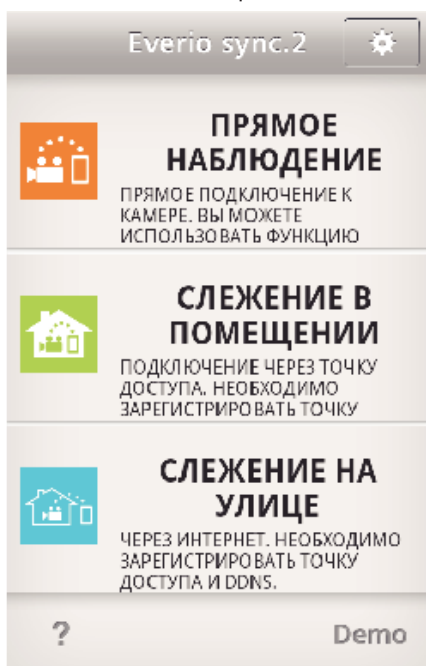 Everio sync.2
ПРЯМОЕ
НАБЛЮДЕНИЕ
ПРЯМОЕ ПОДКЛЮЧЕНИЕ К
КАМЕРЕ. ВЫ МОЖЕТЕ
ИСПОЛЬЗОВАТЬ ФУНКЦИЮ
СЛЕЖЕНИЕ В
ПОМЕЩЕНИИ
ПОДКЛЮЧЕНИЕ ЧЕРЕЗ ТОЧКУ
ДОСТУПА. НЕОБХОДИМО
ЗАРЕГИСТРИРОВАТЬ ТОЧКУ
СЛЕЖЕНИЕ НА
УЛИЦЕ
ЧЕРЕЗ ИНТЕРНЕТ. НЕОБХОДИМО
ЗАРЕГИСТРИРОВАТЬ ТОЧКУ
ДОСТУПА И DDNS.
? Demo